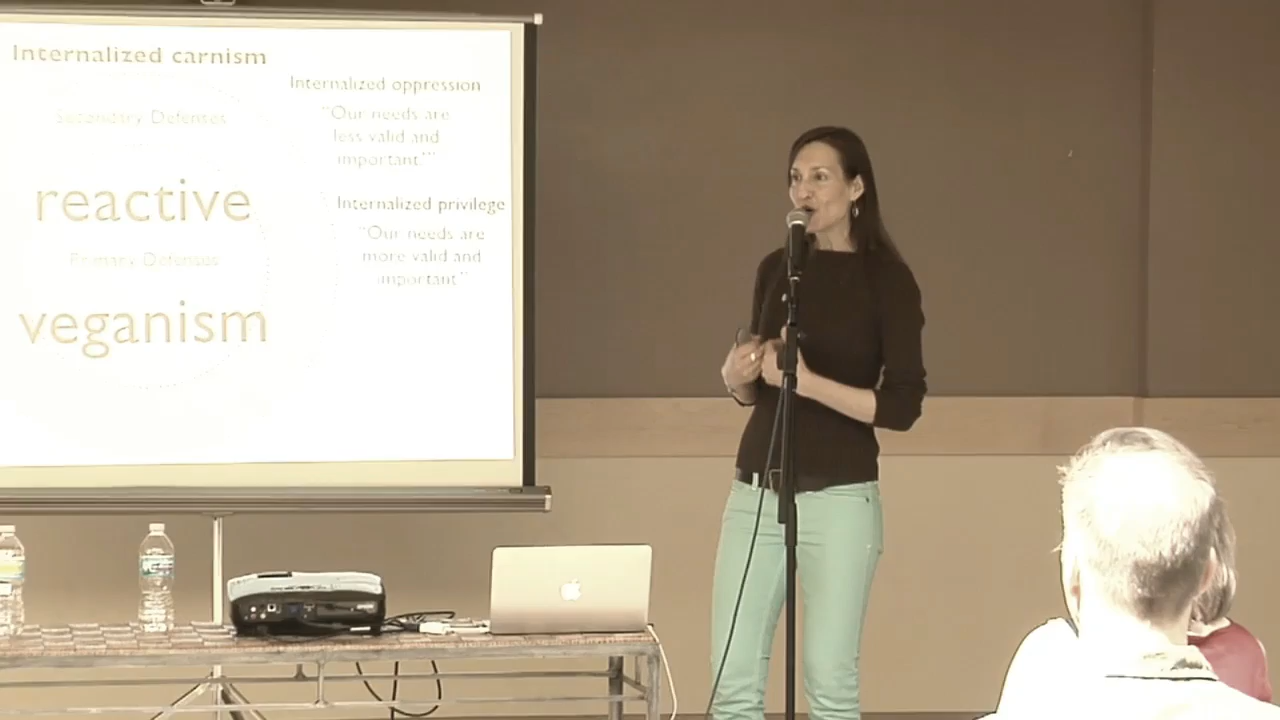 Internalized carnism
Secondary Defenses
reactive
Primary Defenses
veganism
Internalized oppression
"Our needs are
less valid and
important."
Internalized privilege
"Our needs are
more valid and
important"